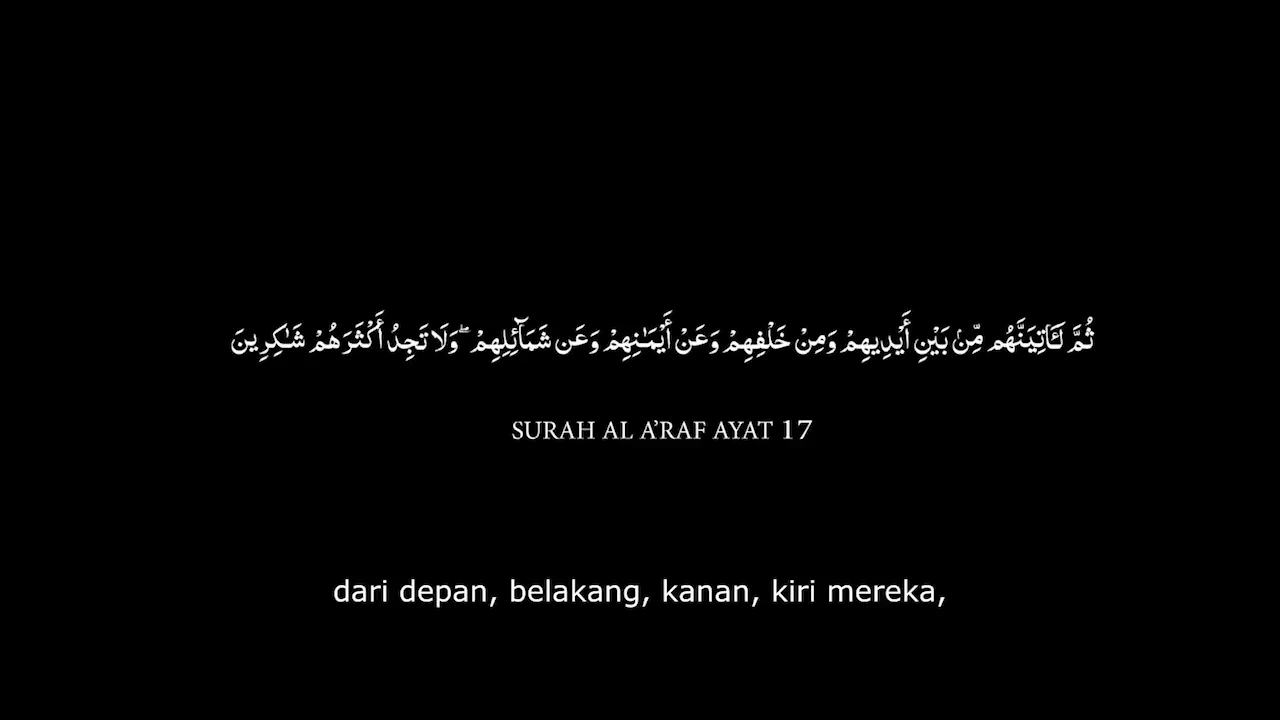 ثُمَّ لَـَٔاتِيَنَّهُم مِّنۢ بَيْنِ أَيْدِيهِمْ وَمِنْ خَلْفِهِمْ وَعَنْ أَيْمَـٰنِهِمْ وَعَن شَمَآئِلِهِمْ ۖ وَلَا تَجِدُ أَكْثَرَهُمْ شَـٰكِرِينَ
SURAH AL A’RAF AYAT 17
dari depan, belakang, kanan, kiri mereka,